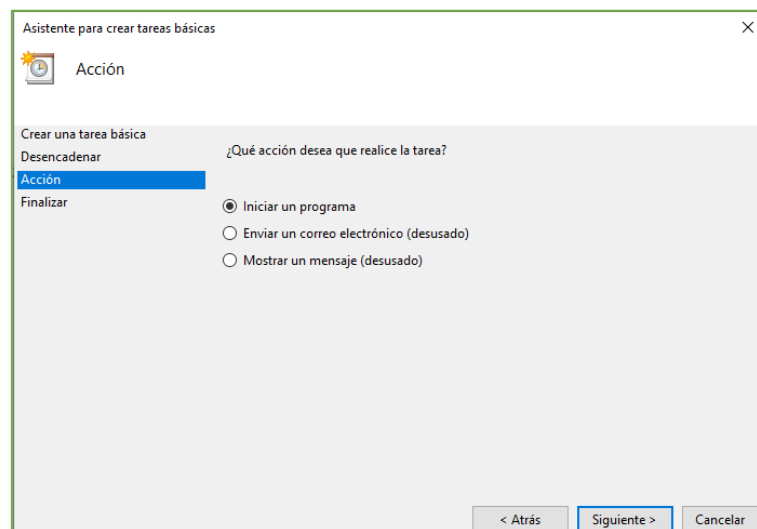 Asistente para crear tareas básicas
Acción
Crear una tarea básica
Desencadenar
Acción
Finalizar
¿Qué acción desea que realice la tarea?
Iniciar un programa
Enviar un correo electrónico (desusado)
Mostrar un mensaje (desusado)
< Atrás
Siguiente >
Cancelar